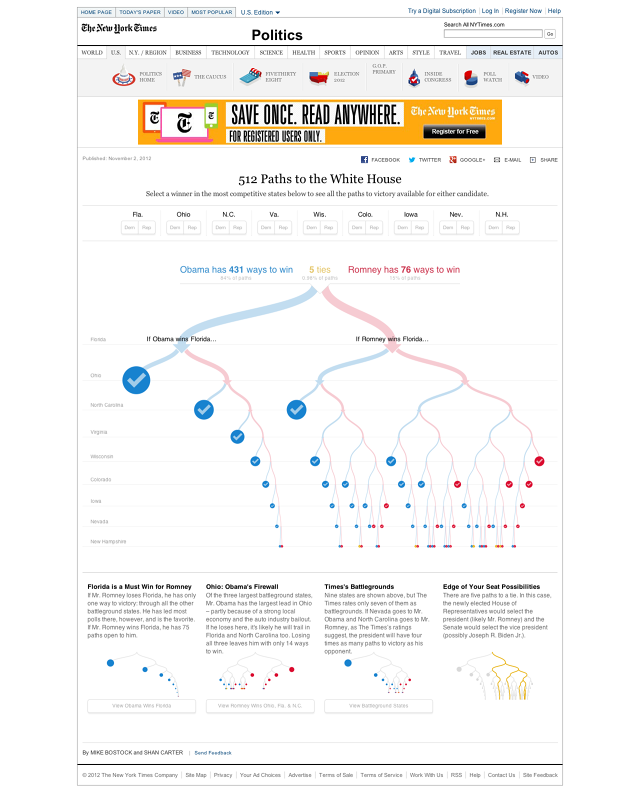 HOME PAGE TODAY'S PAPER VIDEO MOST POPULAR U.S. Edition
Try a Digital Subscription Log In Register Now Help
The New York Times
Politics
Search All NYTimes.com
Go
WORLD U.S. N.Y. / REGION BUSINESS TECHNOLOGY SCIENCE HEALTH SPORTS OPINION ARTS STYLE TRAVEL JOBS REAL ESTATE AUTOS
POLITICS HOME
THE CAUCUS
FIVETHIRTY EIGHT
ELECTION 2012
G.O.P. PRIMARY
INSIDE CONGRESS
POLL WATCH
VIDEO
SAVE ONCE. READ ANYWHERE.
FOR REGISTERED USERS ONLY.
The New York Times
NYTIMES.COM
Register for Free
Published: November 2, 2012
FACEBOOK TWITTER GOOGLE+ E-MAIL SHARE
512 Paths to the White House
Select a winner in the most competitive states below to see all the paths to victory available for either candidate.
Fla. Ohio N.C. Va. Wis. Colo. Iowa Nev. N.H.
Dem Rep Dem Rep Dem Rep Dem Rep Dem Rep Dem Rep Dem Rep Dem Rep Dem Rep
Obama has 431 ways to win 5 ties Romney has 76 ways to win
84% of paths 0.98% of paths 15% of paths
Florida
If Obama wins Florida...
If Romney wins Florida...
Ohio
North Carolina
Virginia
Wisconsin
Colorado
Iowa
Nevada
New Hampshire
Florida is a Must Win for Romney
If Mr. Romney loses Florida, he has only
one way to victory: through all the other
battleground states. He has led most
polls there, however, and is the favorite.
If Mr. Romney wins Florida, he has 75
paths open to him.
View Obama Wins Florida
Ohio: Obama's Firewall
Of the three largest battleground states,
Mr. Obama has the largest lead in Ohio
– partly because of a strong local
economy and the auto industry bailout.
If he loses here, it's likely he will trail in
Florida and North Carolina too. Losing
all three leaves him with only 14 ways
to win.
View Romney Wins Ohio, Fla. & N.C.
Times's Battlegrounds
Nine states are shown above, but The
Times rates only seven of them as
battlegrounds. If Nevada goes to Mr.
Obama and North Carolina goes to Mr.
Romney, as The Times's ratings
suggest, the president will have four
times as many paths to victory as his
opponent.
View Battleground States
Edge of Your Seat Possibilities
There are five paths to a tie. In this case,
the newly elected House of
Representatives would select the
president (likely Mr. Romney) and the
Senate would select the vice president
(possibly Joseph R. Biden Jr.).
By MIKE BOSTOCK and SHAN CARTER Send Feedback
© 2012 The New York Times Company Site Map Privacy Your Ad Choices Advertise Terms of Sale Terms of Service Work With Us RSS Help Contact Us Site Feedback